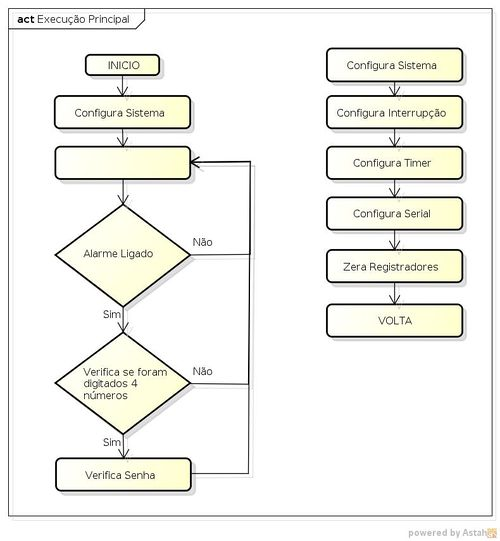 act Execução Principal
INICIO
Configura Sistema
Alarme Ligado
Não
Sim
Verifica se foram
digitados 4
números
Não
Sim
Verifica Senha
Configura Sistema
Configura Interrupção
Configura Timer
Configura Serial
Zera Registradores
VOLTA
powered by Astah